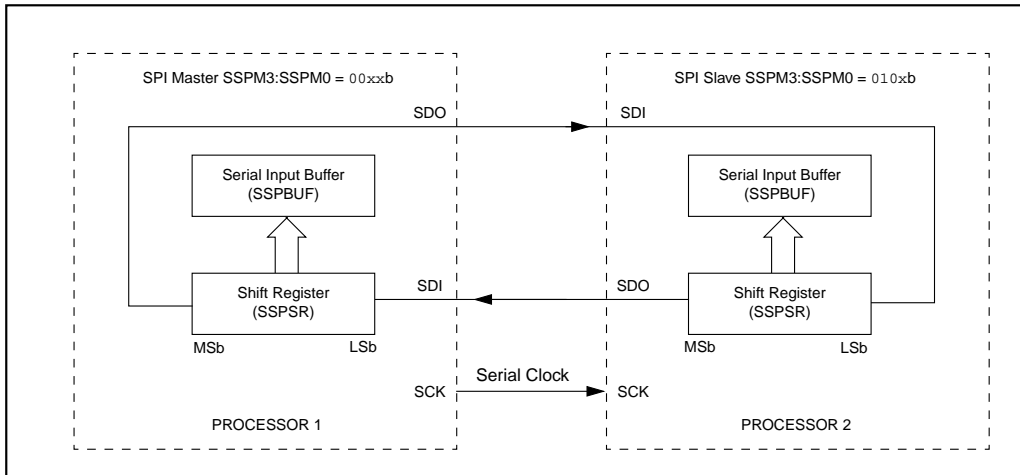 SPI Master SSPM3:SSPM0 = 00xxb
SPI Slave SSPM3:SSPM0 = 010xb
SDO
SDI
Serial Input Buffer
(SSPBUF)
Serial Input Buffer
(SSPBUF)
SDI
SDO
Shift Register
(SSPSR)
Shift Register
(SSPSR)
MSb
LSb
MSb
LSb
Serial Clock
SCK
SCK
PROCESSOR 1
PROCESSOR 2